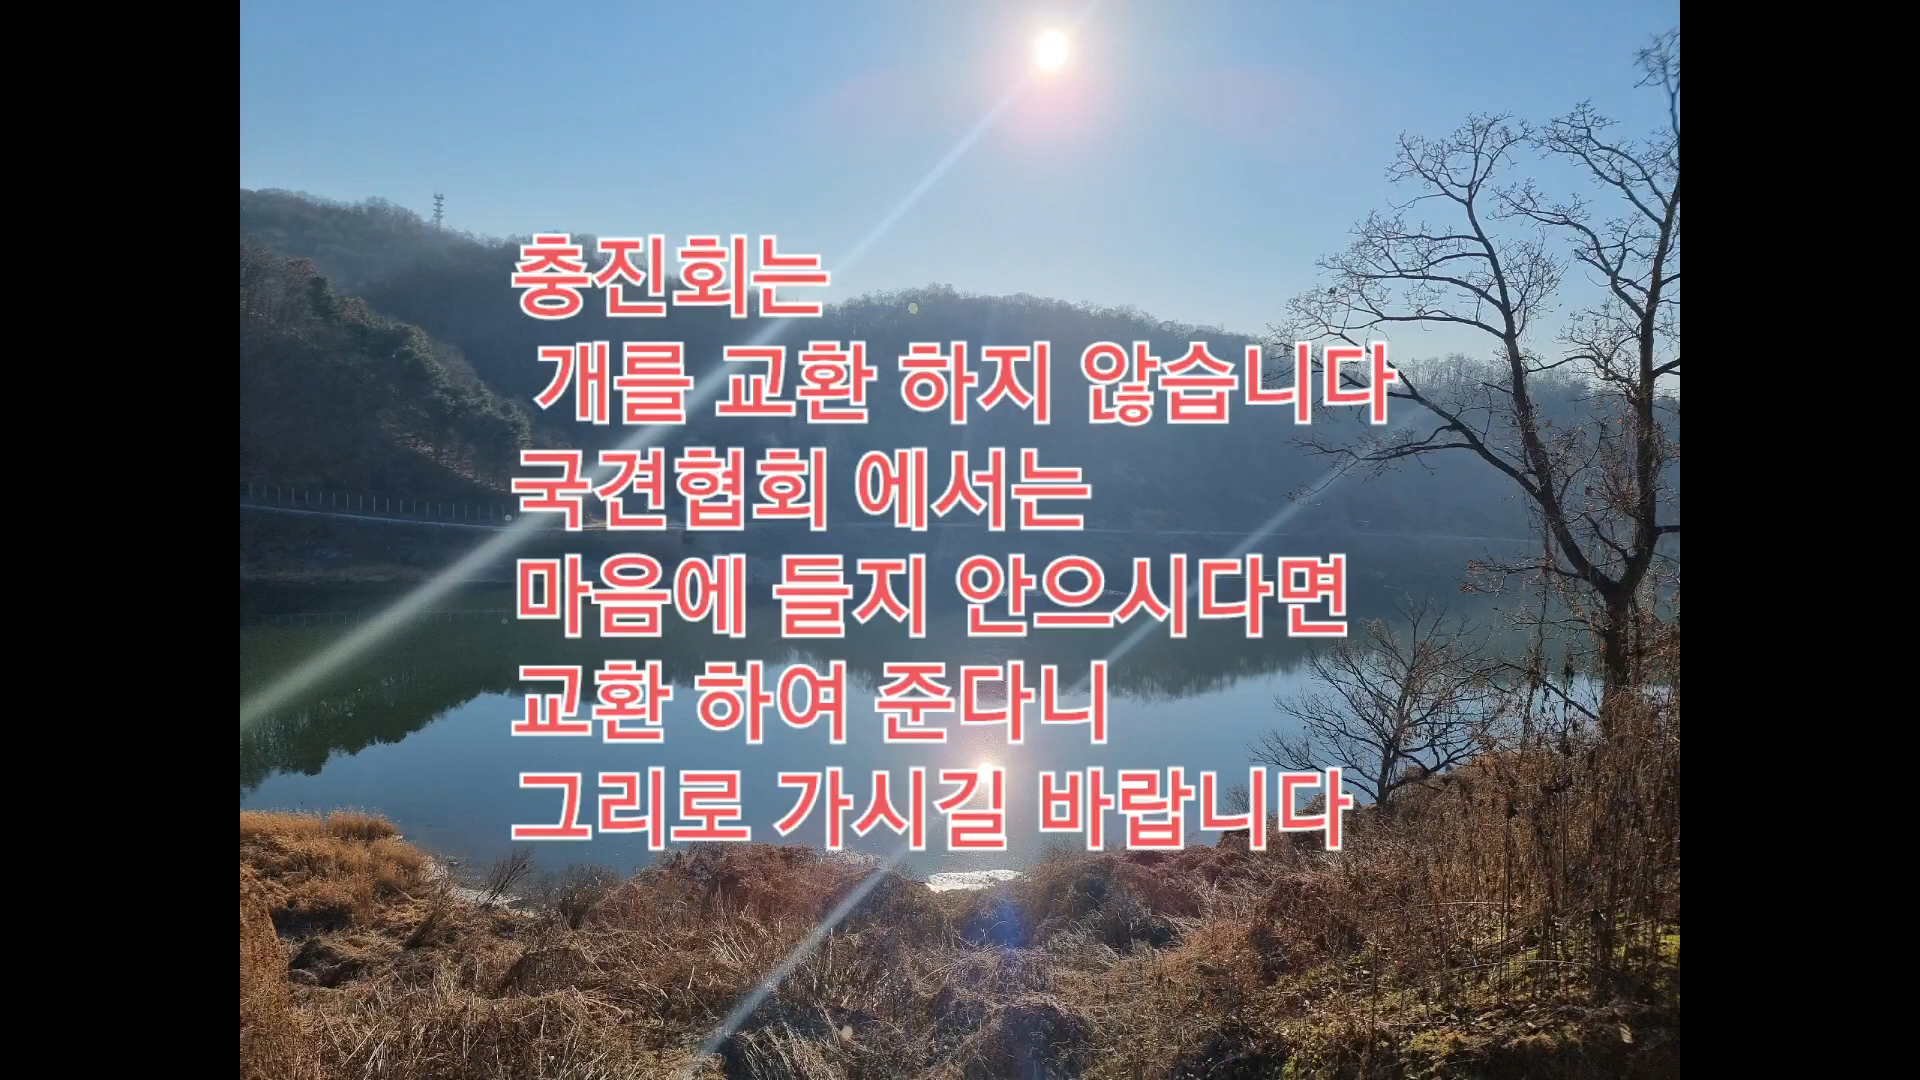 충진회는
개를 교환 하지 않습니다
국견협회 에서는
마음에 들지 안으시다면
교환 하여 준다니
그리로 가시길 바랍니다